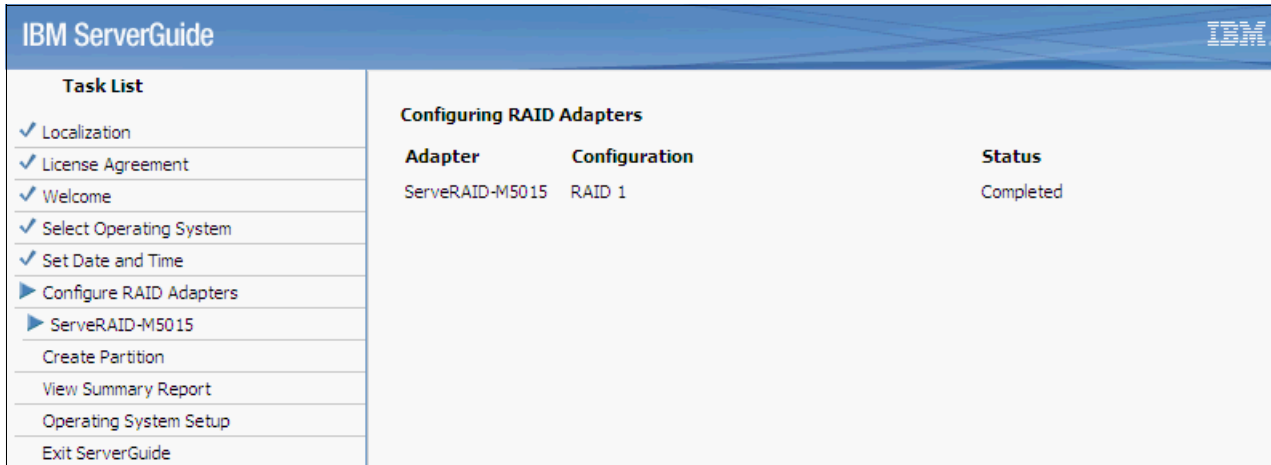 IBM ServerGuide
IBM.
Task List
Localization
License Agreement
Welcome
Select Operating System
Set Date and Time
Configure RAID Adapters
ServeRAID-M5015
Create Partition
View Summary Report
Operating System Setup
Exit ServerGuide
Configuring RAID Adapters
Adapter Configuration Status
ServeRAID-M5015 RAID 1 Completed